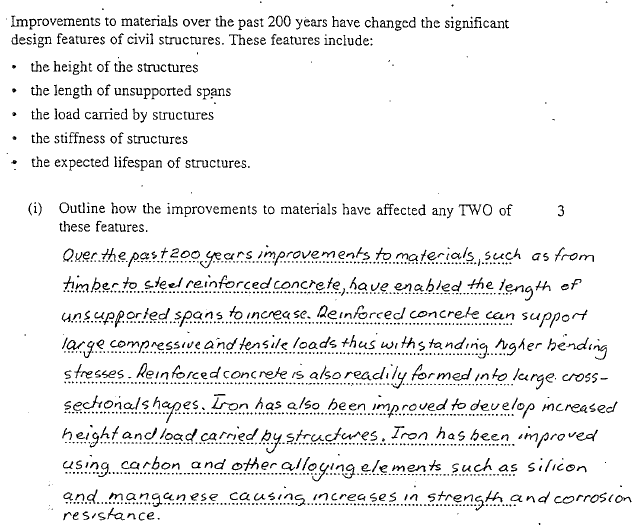 Improvements to materials over the past 200 years have changed the significant
design features of civil structures. These features include:
• the height of the structures
• the length of unsupported spans
• the load carried by structures
• the stiffness of structures
• the expected lifespan of structures.
(i) Outline how the improvements to materials have affected any TWO of 3
these features.
Over the past 200 years improvements to materials, such as from
timber to steel reinforced concrete, have enabled the length of
unsupported spans to increase. Reinforced concrete can support
large compressive and tensile loads thus withstanding higher bending
stresses. Reinforced concrete is also readily formed into large cross-
sectional shapes. Iron has also been improved to develop increased
height and load carried by structures. Iron has been improved
using carbon and other alloying elements such as silicon
and manganese causing increases in strength and corrosion
resistance.